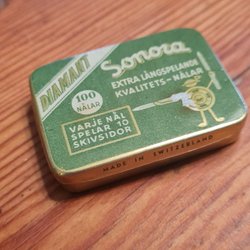 DIAMANT
Sonora
EXTRA LÅNGSPELANDE
KVALITETS-NÅLAR
100
NÅLAR
VARJE NÅL
SPELAR 10
SKIVSIDOR
MADE IN SWITZERLAND